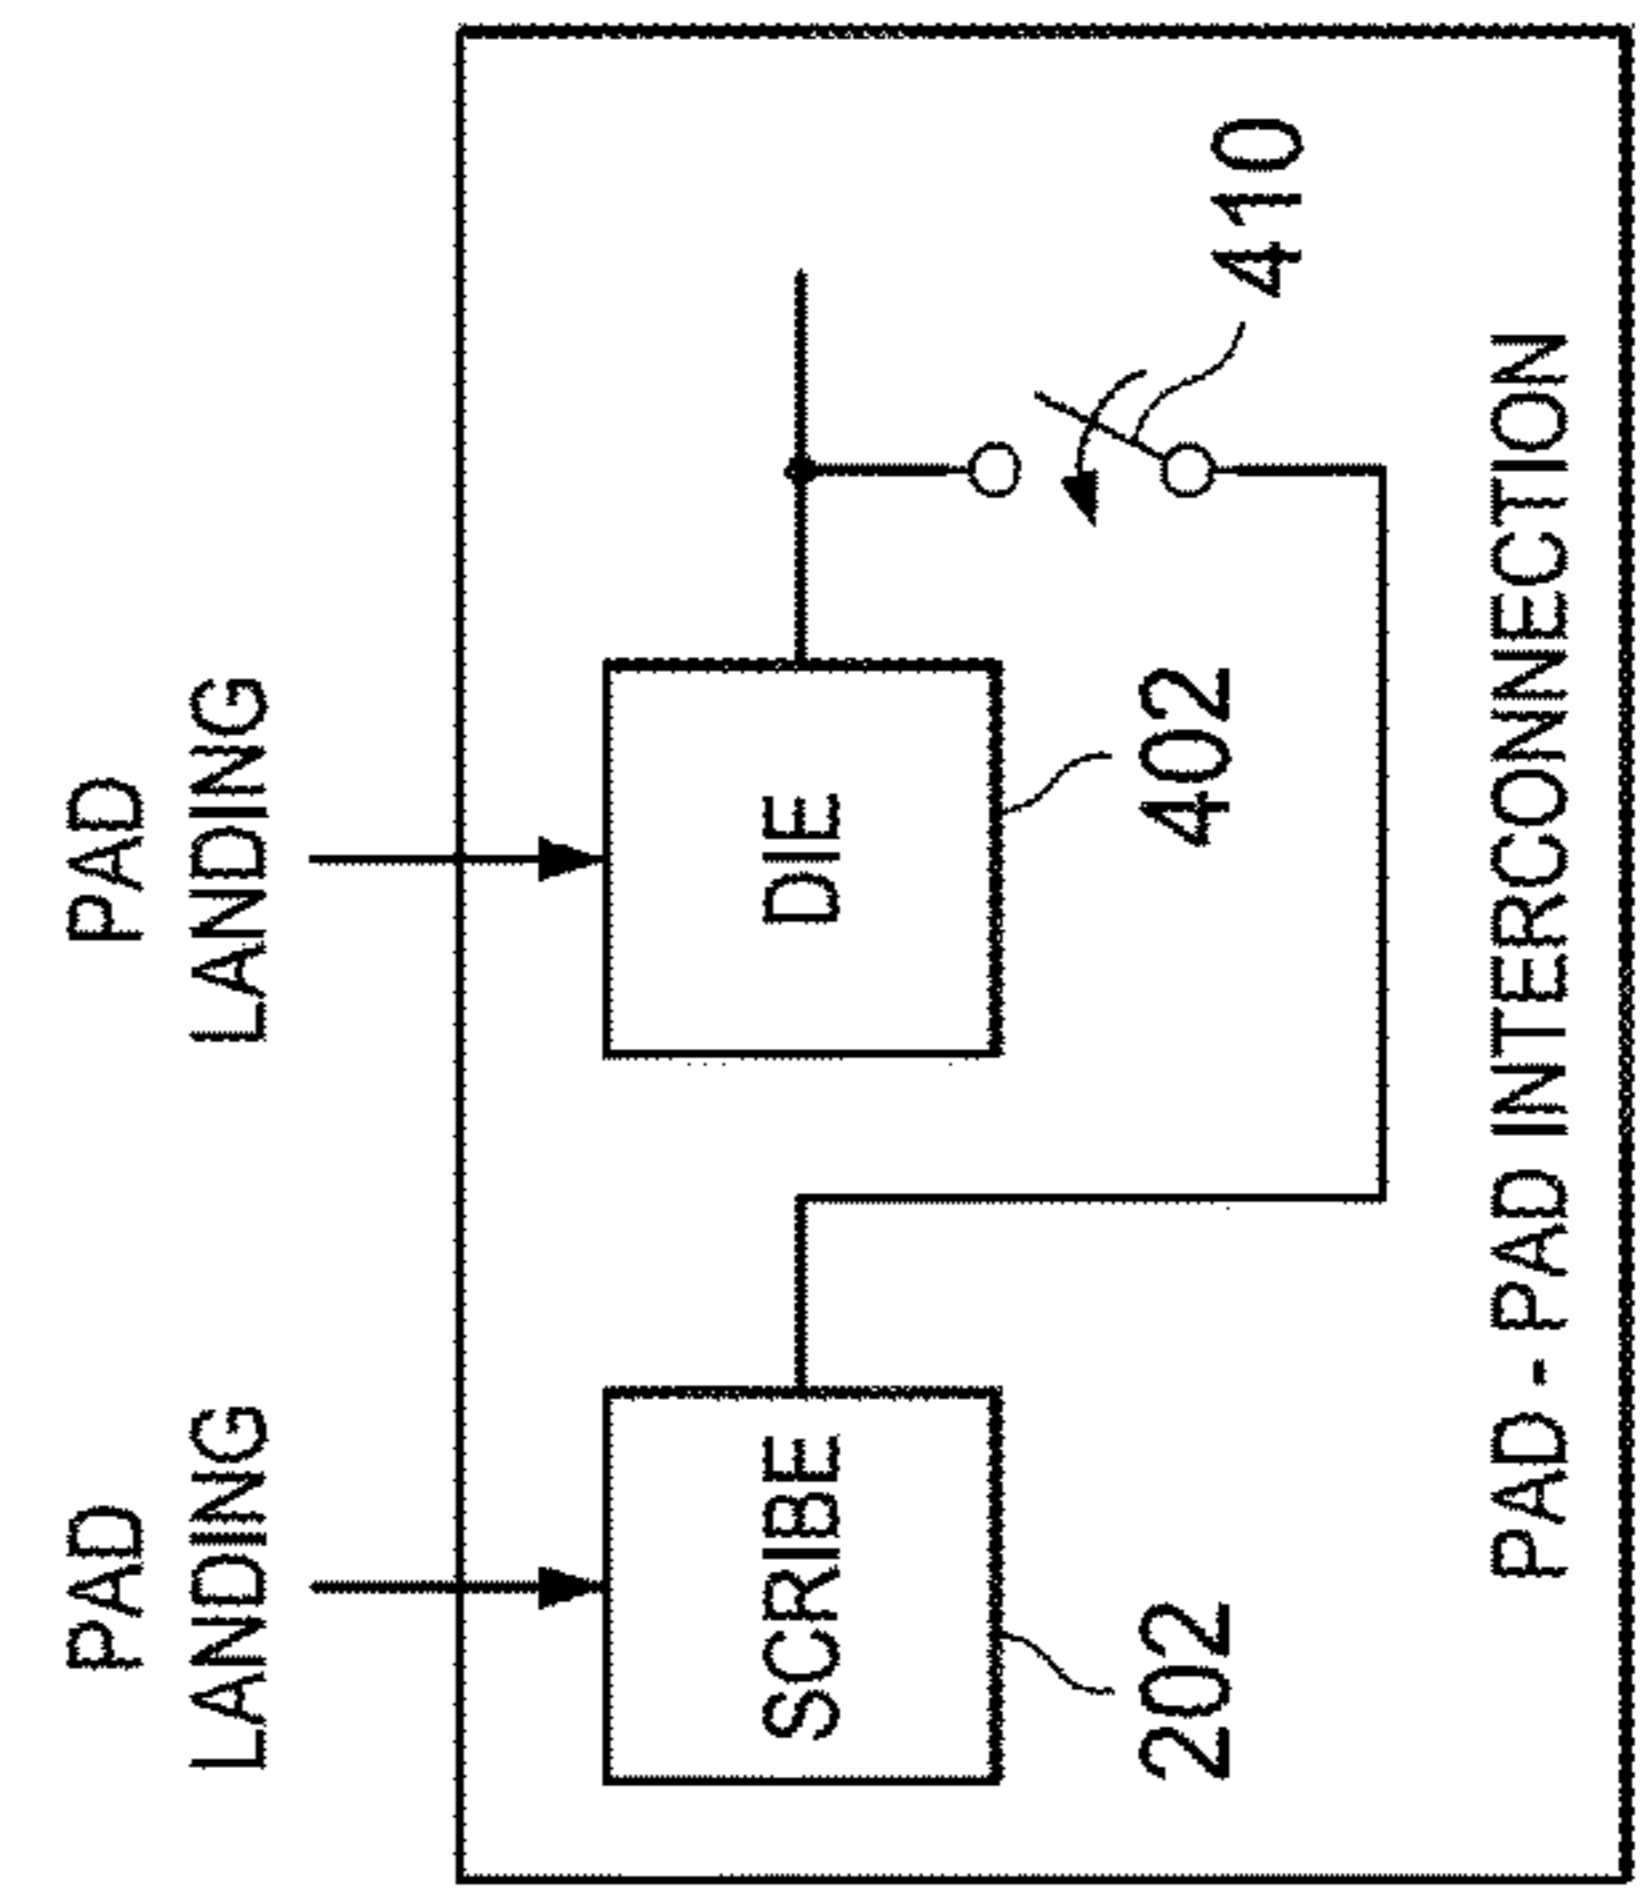 PAD
LANDING
PAD
LANDING
SCRIBE
DIE
202
402
410
PAD - PAD INTERCONNECTION